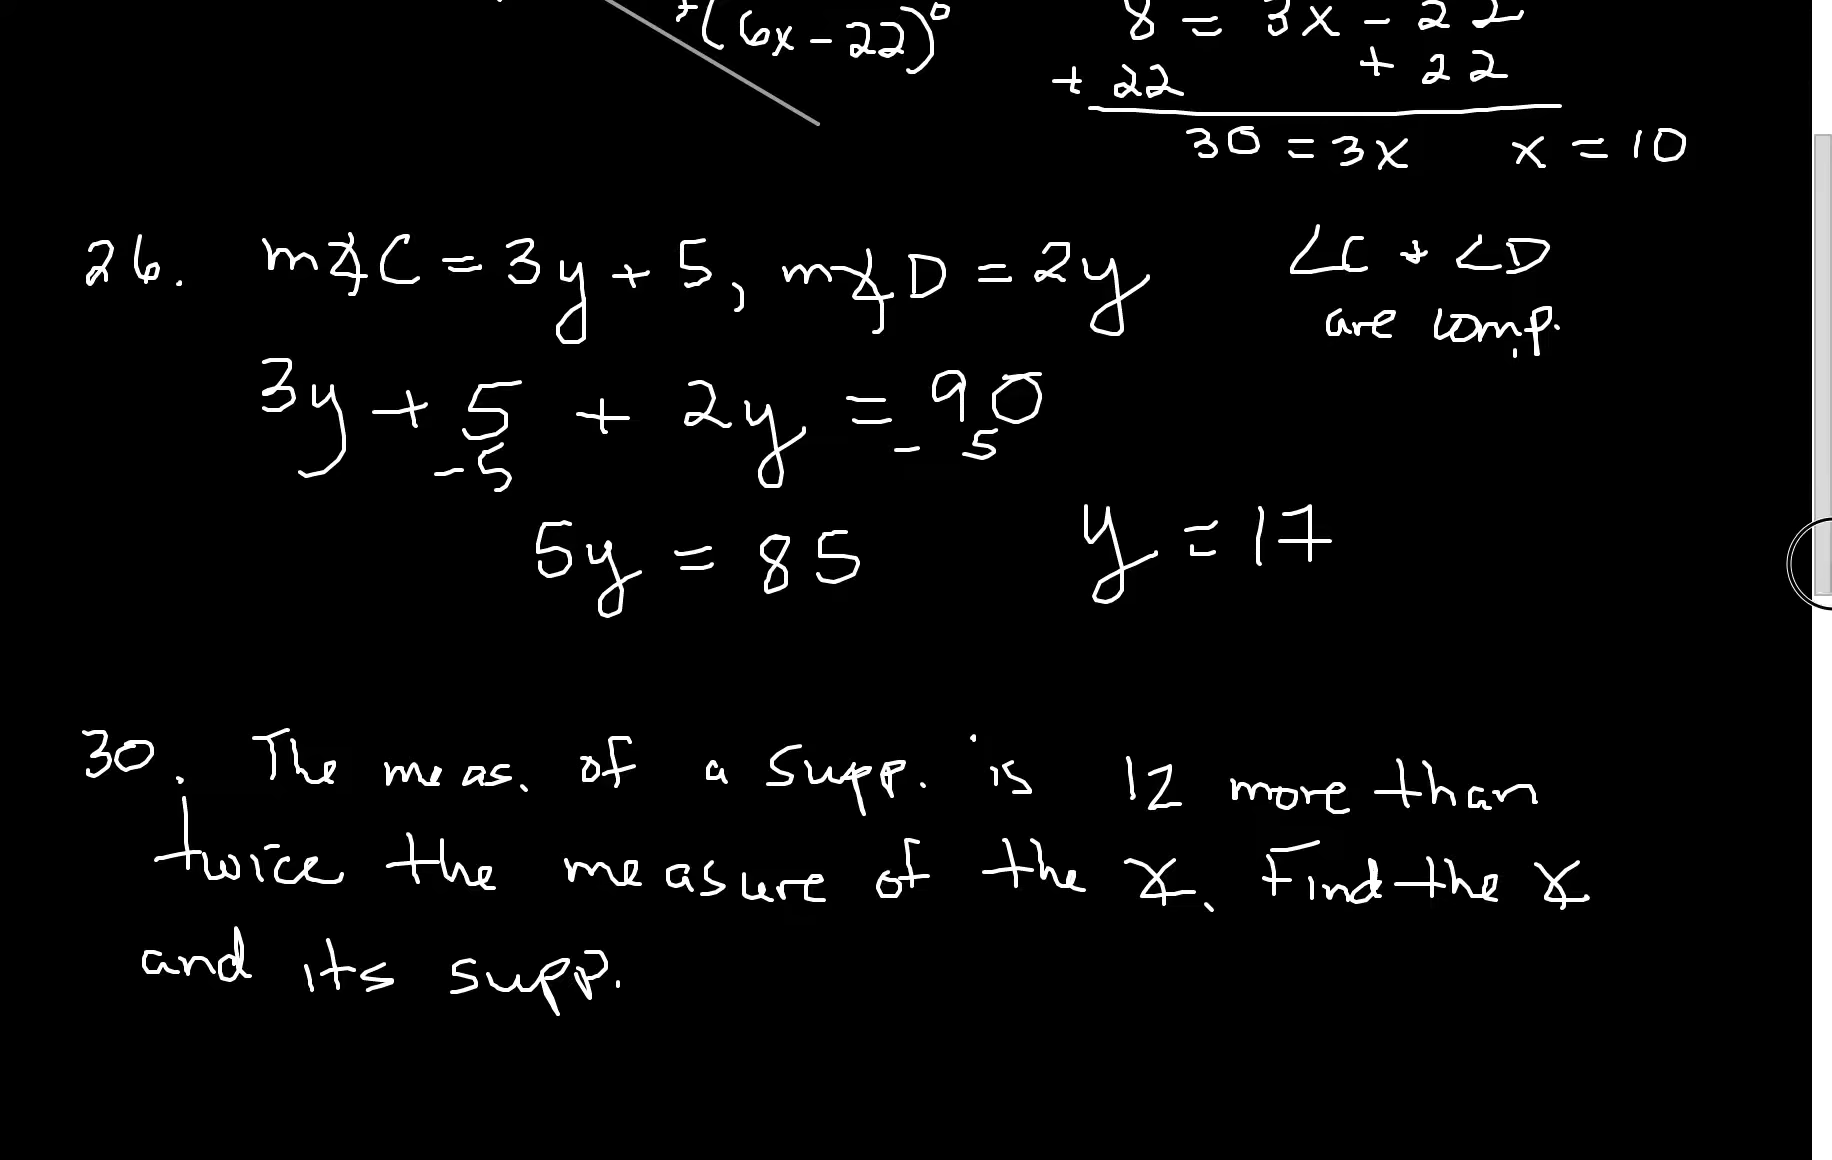 (6x-22)°
8 = 3x - 22
+ 22 + 22
30 = 3x x = 10
26. m∡C = 3y + 5, m∡D = 2y ∠C + ∠D
are comp.
3y + 5 + 2y = 90
-5 - 5
5y = 85 y = 17
30. The meas. of a supp. is 12 more than
twice the measure of the ∡. Find the ∡
and its supp.